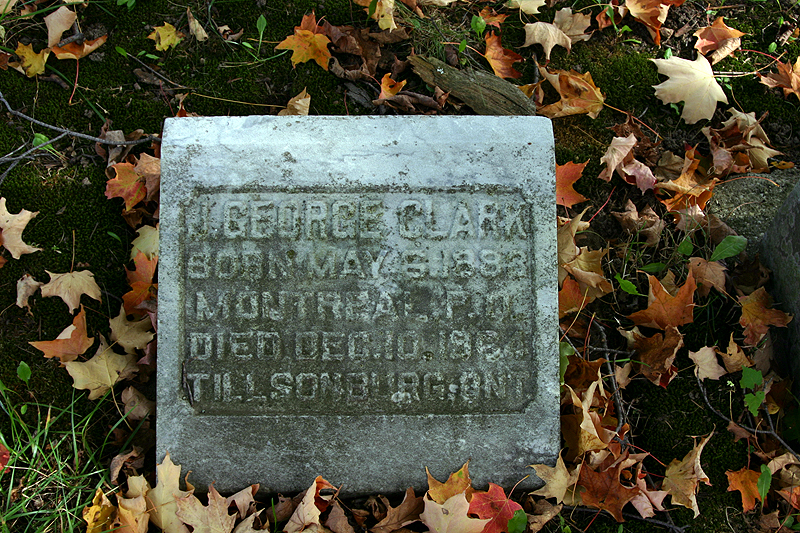 J. GEORGE CLARK
BORN MAY
MONTREAL, P.Q.
DIED DEC. 10,
TILLSONBURG, ONT